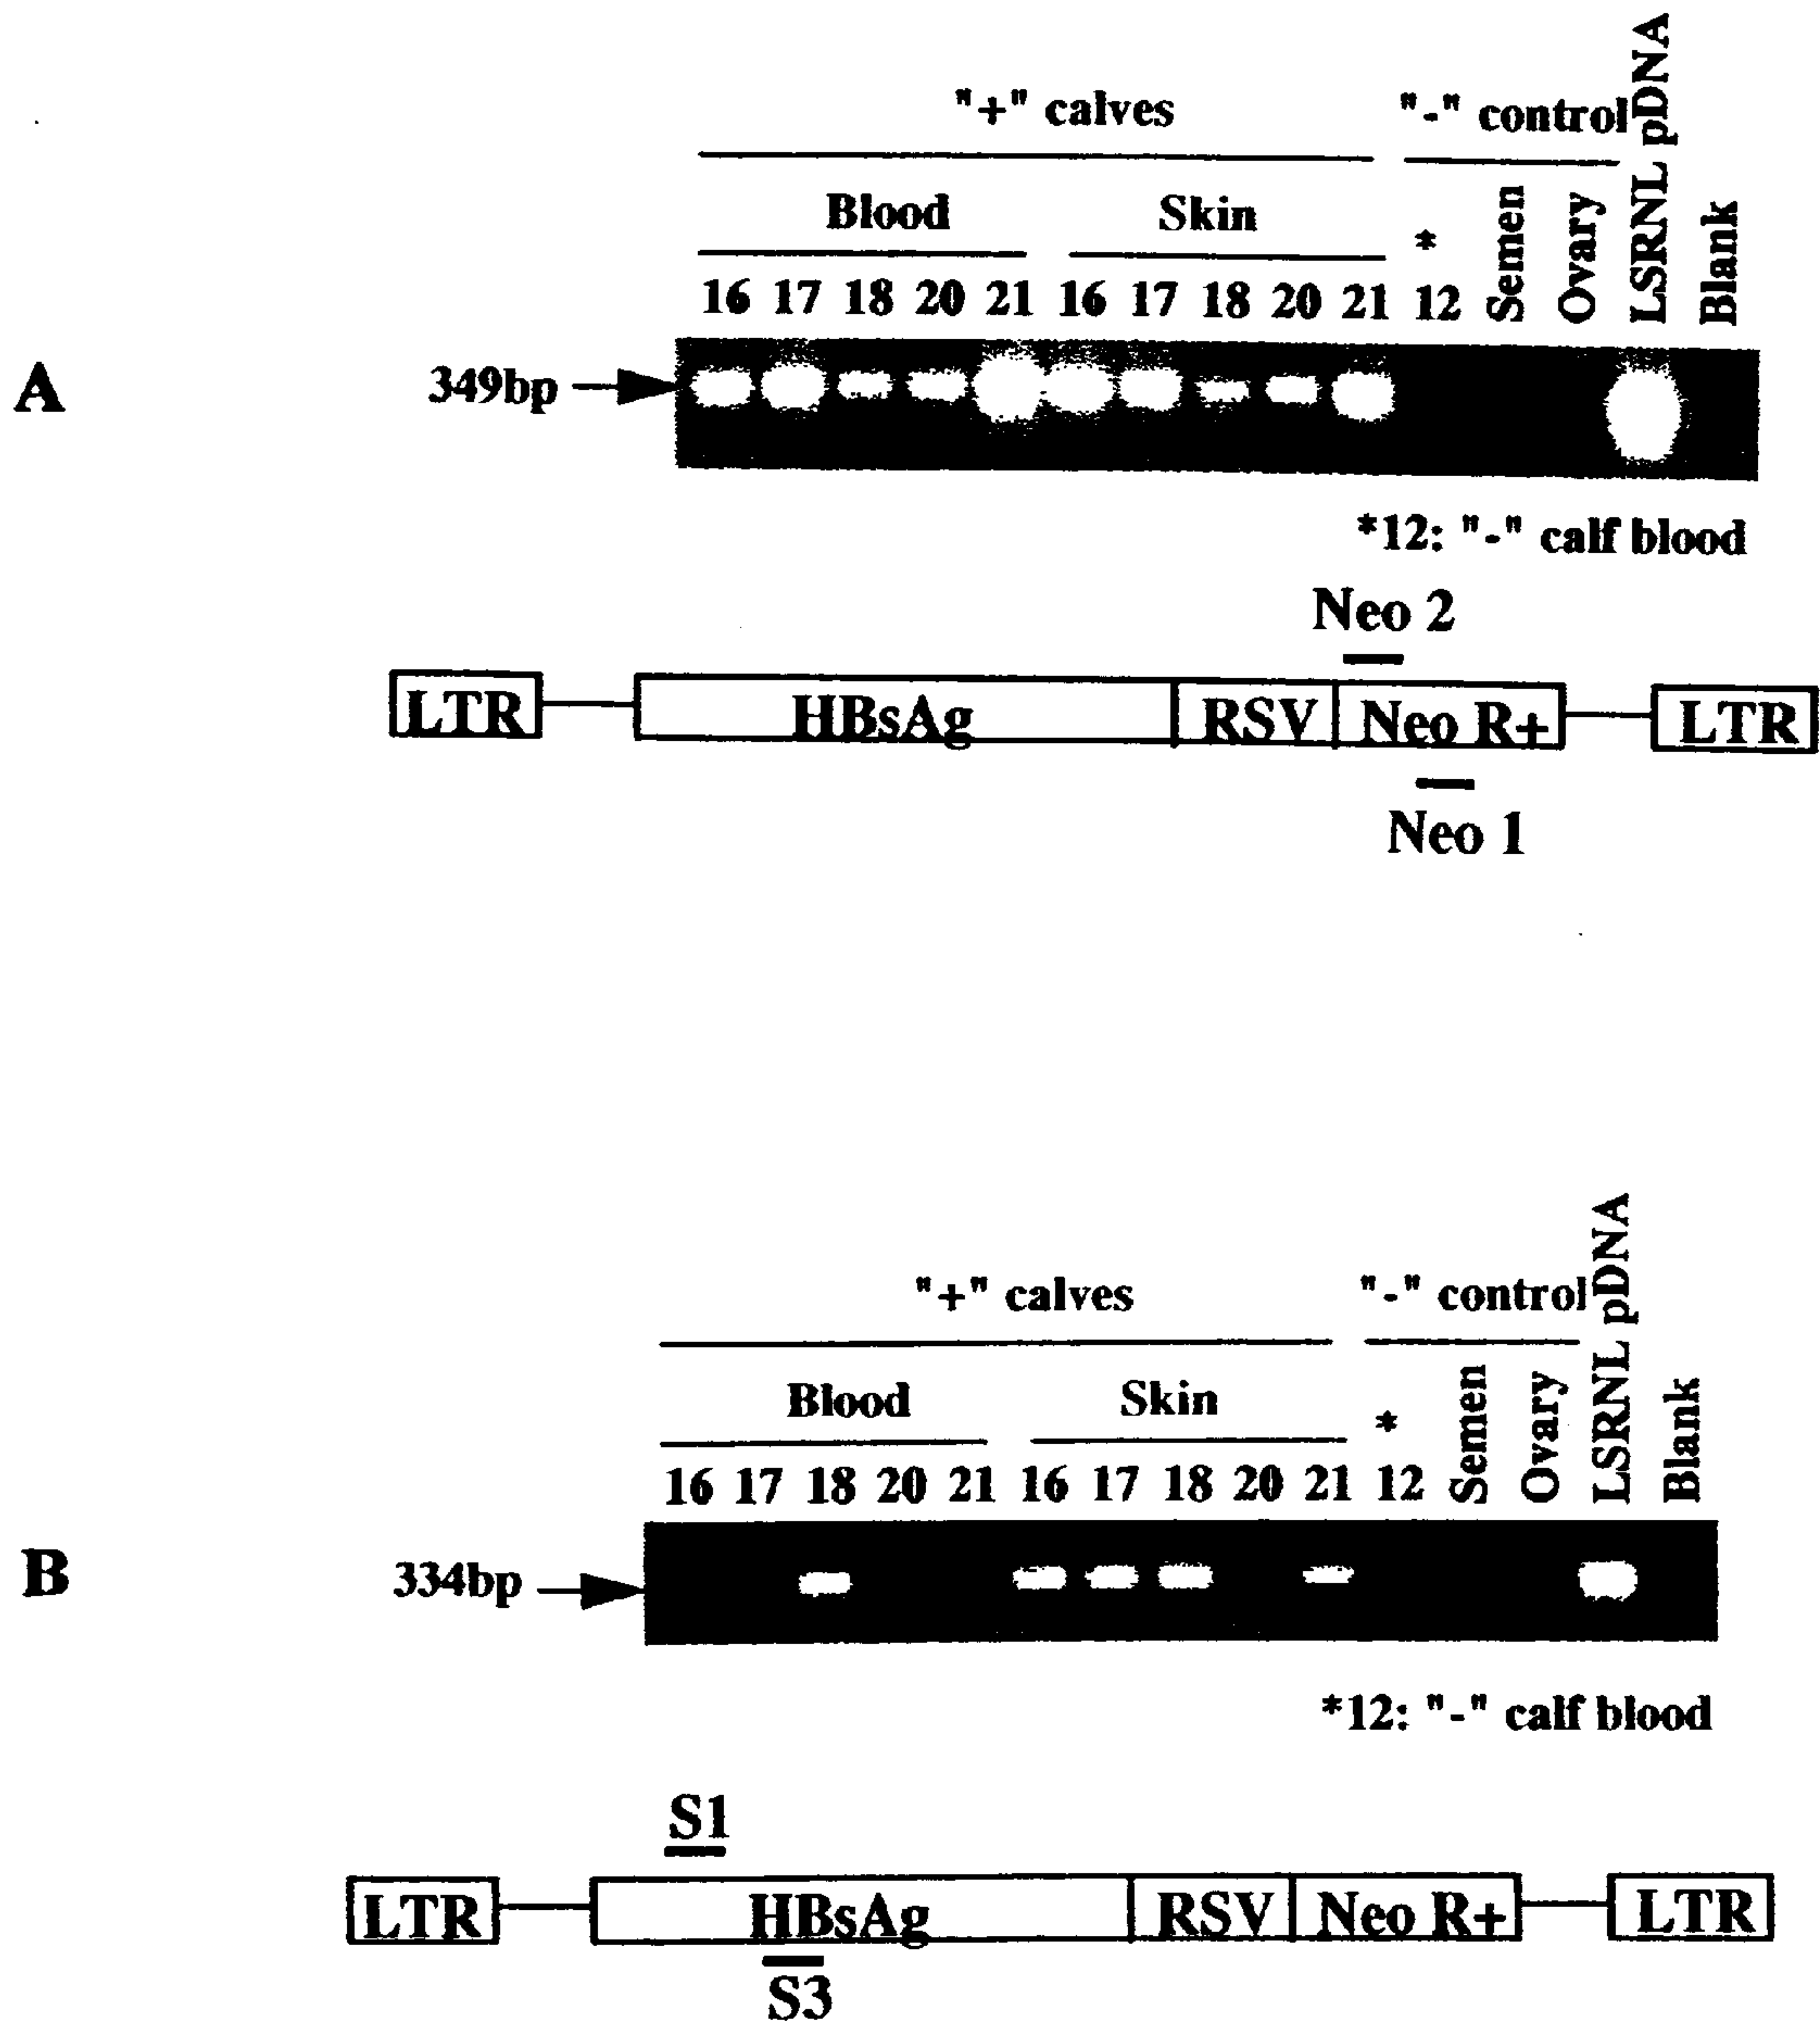 "+" calves "-" control LSRNL pDNA
Blood Skin * Semen Ovary Blank
16 17 18 20 21 16 17 18 20 21 12
A 349bp
*12: "-" calf blood
Neo 2
LTR HBsAg RSV Neo R+ LTR
Neo 1
"+" calves "-" control LSRNL pDNA
Blood Skin * Semen Ovary Blank
16 17 18 20 21 16 17 18 20 21 12
B 334bp
*12: "-" calf blood
S1
LTR HBsAg RSV Neo R+ LTR
S3